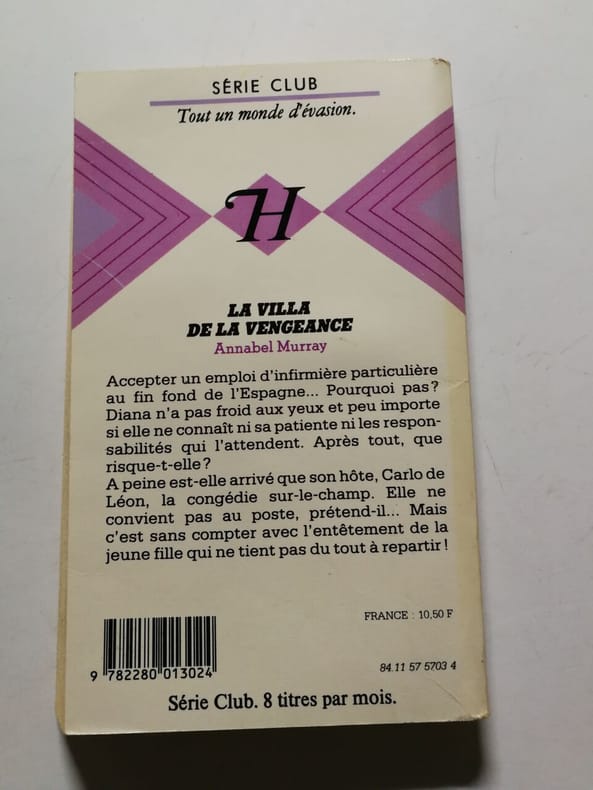 SÉRIE CLUB
Tout un monde d'évasion.
H
LA VILLA
DE LA VENGEANCE
Annabel Murray
Accepter un emploi d'infirmière particulière
au fin fond de l'Espagne... Pourquoi pas?
Diana n'a pas froid aux yeux et peu importe
si elle ne connaît ni sa patiente ni les respon-
sabilités qui l'attendent. Après tout, que
risque-t-elle?
A peine est-elle arrivé que son hôte, Carlo de
Léon, la congédie sur-le-champ. Elle ne
convient pas au poste, prétend-il... Mais
c'est sans compter avec l'entêtement de la
jeune fille qui ne tient pas du tout à repartir!
FRANCE : 10,50 F
9 782280 013024
84.11 57 5703 4
Série Club. 8 titres par mois.